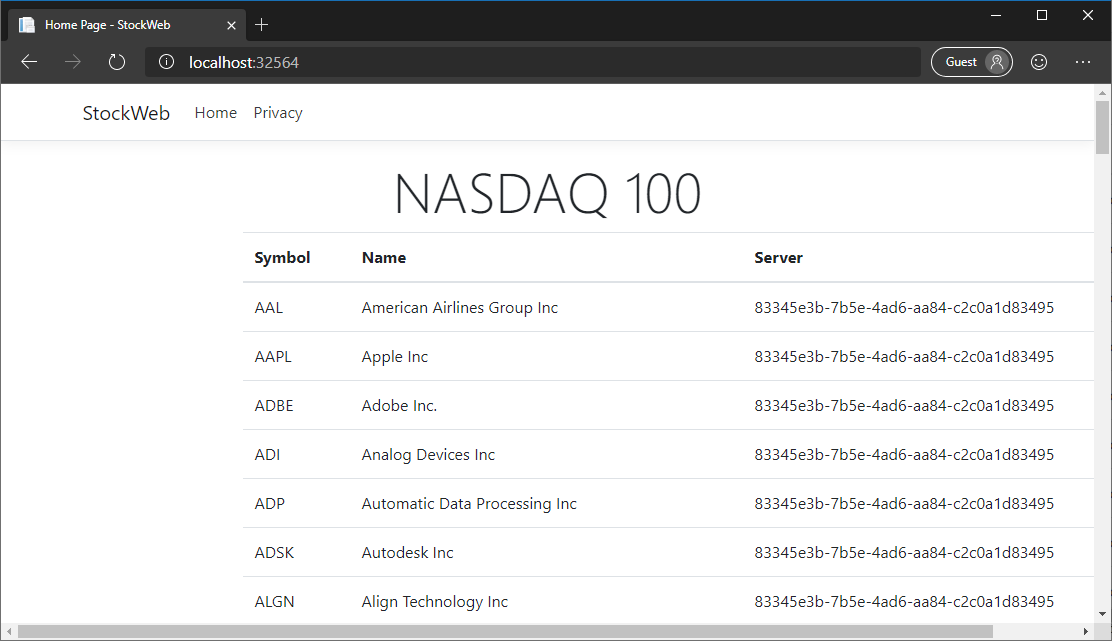 Home Page - StockWeb
localhost:32564
Guest
StockWeb Home Privacy
NASDAQ 100
Symbol Name Server
AAL American Airlines Group Inc 83345e3b-7b5e-4ad6-aa84-c2c0a1d83495
AAPL Apple Inc 83345e3b-7b5e-4ad6-aa84-c2c0a1d83495
ADBE Adobe Inc. 83345e3b-7b5e-4ad6-aa84-c2c0a1d83495
ADI Analog Devices Inc 83345e3b-7b5e-4ad6-aa84-c2c0a1d83495
ADP Automatic Data Processing Inc 83345e3b-7b5e-4ad6-aa84-c2c0a1d83495
ADSK Autodesk Inc 83345e3b-7b5e-4ad6-aa84-c2c0a1d83495
ALGN Align Technology Inc 83345e3b-7b5e-4ad6-aa84-c2c0a1d83495